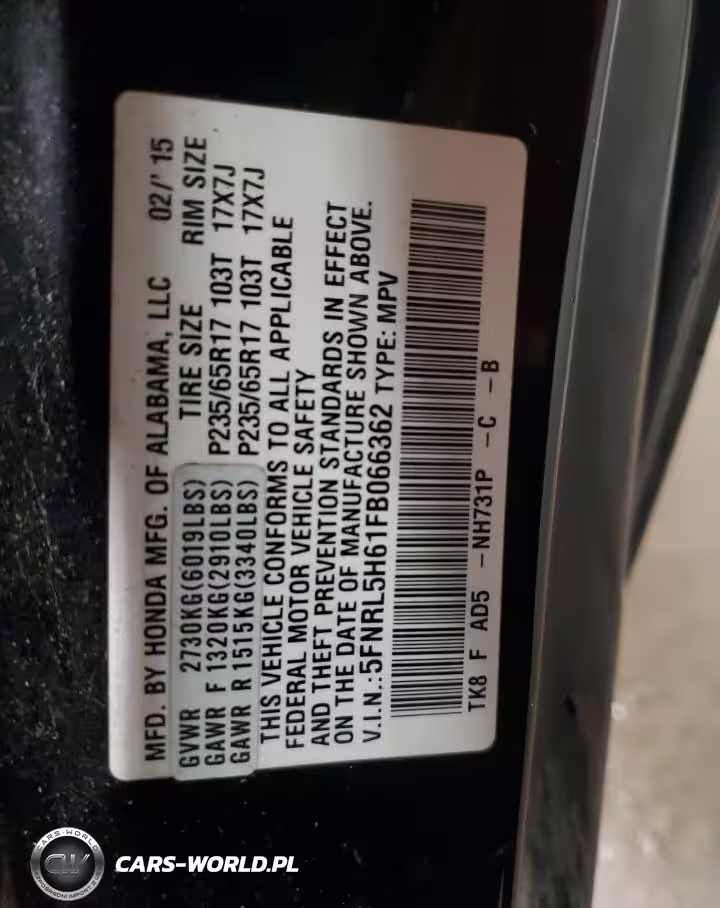 MFD. BY HONDA MFG. OF ALABAMA, LLC 02/'15
GVWR 2730KG(6019LBS) TIRE SIZE RIM SIZE
GAWR F 1320KG(2910LBS) P235/65R17 103T 17X7J
GAWR R 1515KG(3340LBS) P235/65R17 103T 17X7J
THIS VEHICLE CONFORMS TO ALL APPLICABLE
FEDERAL MOTOR VEHICLE SAFETY
AND THEFT PREVENTION STANDARDS IN EFFECT
ON THE DATE OF MANUFACTURE SHOWN ABOVE.
V.I.N.:5FNRL5H61FB066362 TYPE: MPV
TK8 F AD5 -NH731P -C -B
CARS-WORLD
CW
CARS-WORLD.PL